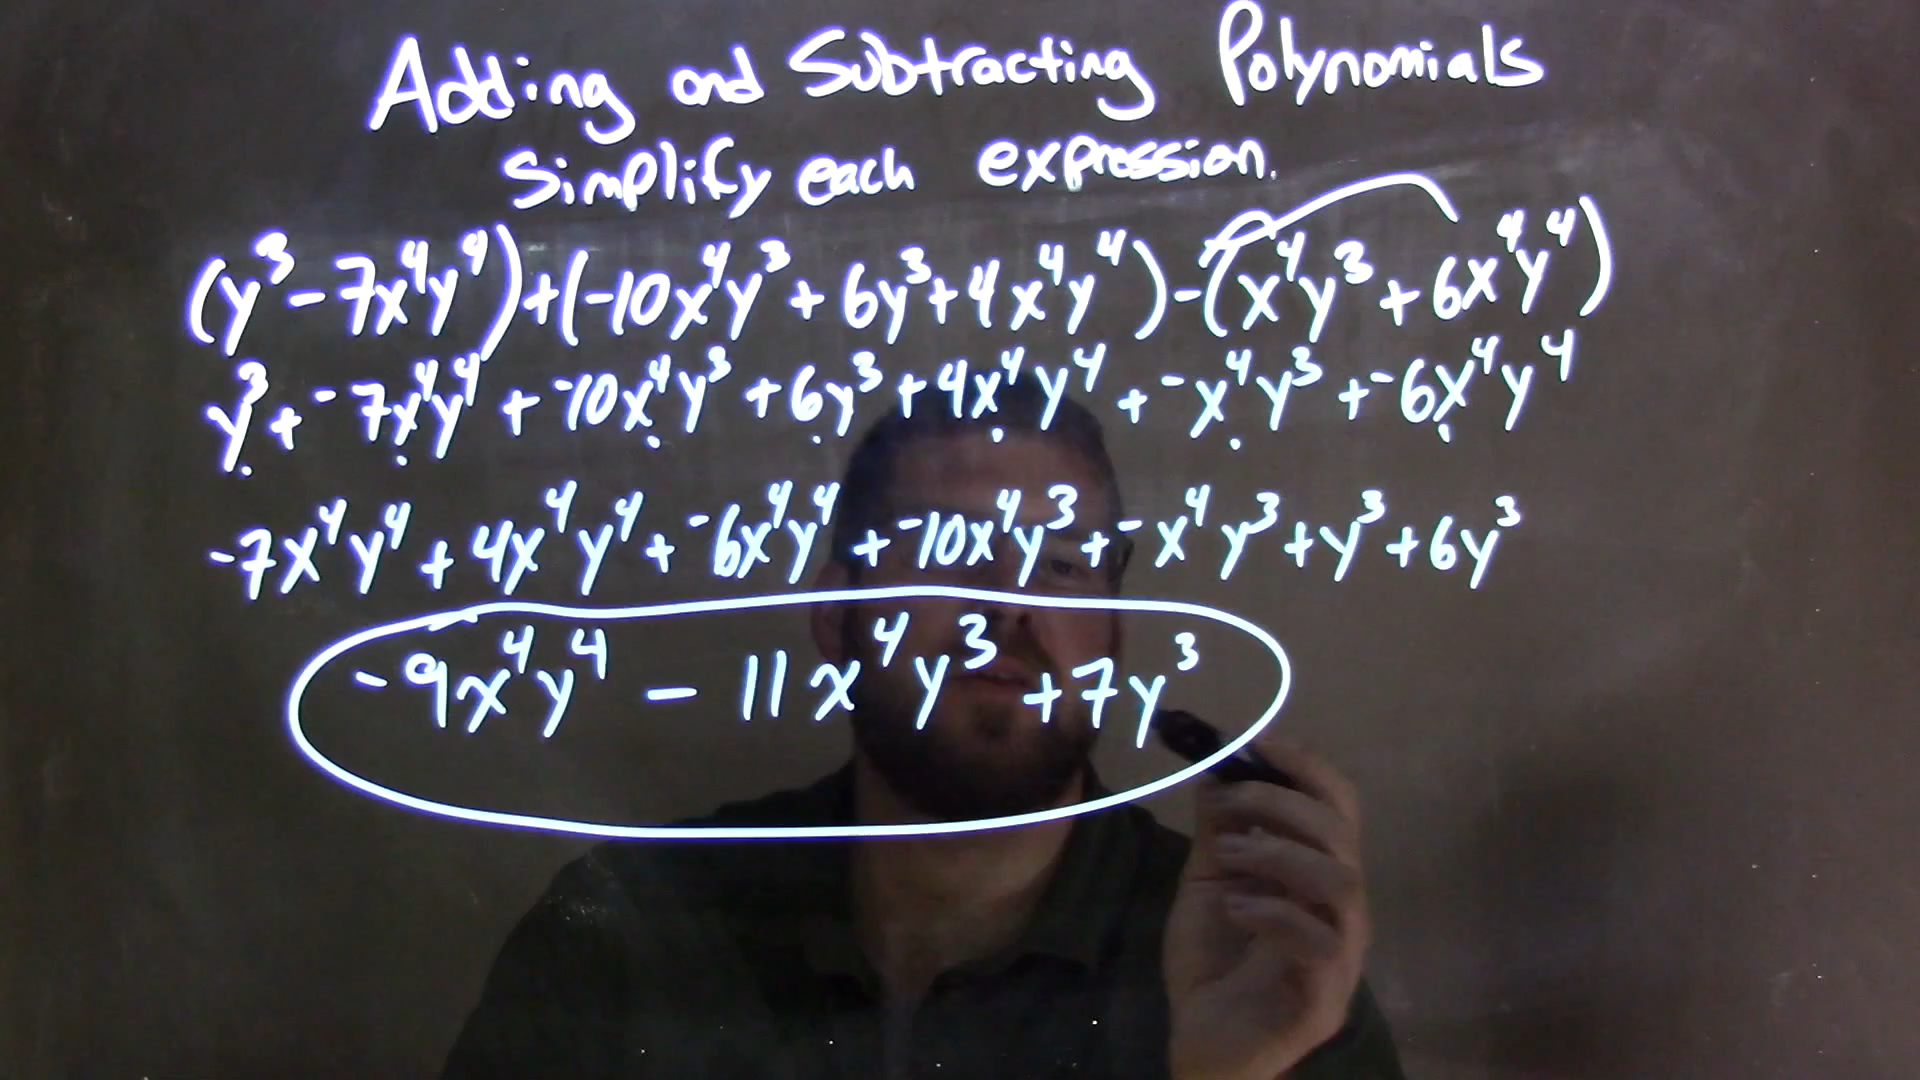 Adding and Subtracting Polynomials
Simplify each expression.
(y³-7x⁴y⁴)+(-10x⁴y³+6y³+4x⁴y⁴)-(x⁴y³+6x⁴y⁴)
y³+⁻7x⁴y⁴+⁻10x⁴y³+6y³+4x⁴y⁴+⁻x⁴y³+⁻6x⁴y⁴
-7x⁴y⁴+4x⁴y⁴+⁻6x⁴y⁴+⁻10x⁴y³+⁻x⁴y³+y³+6y³
-9x⁴y⁴-11x⁴y³+7y³